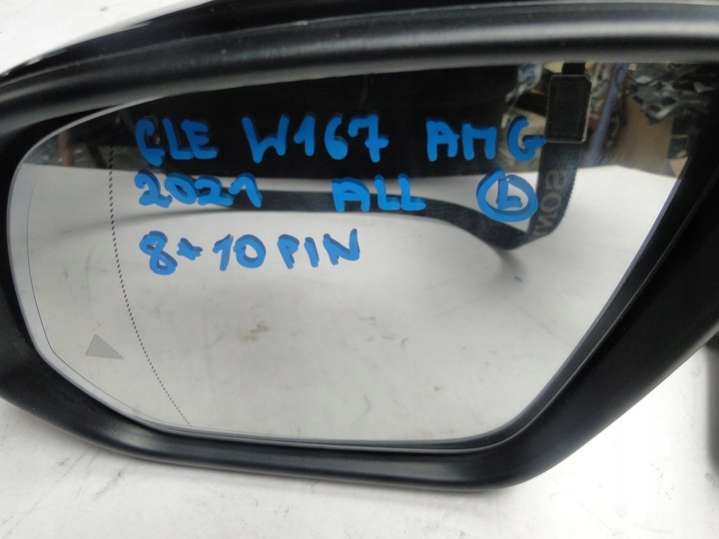 GLE W167 AMG
2021 ALL L
8+10 PIN